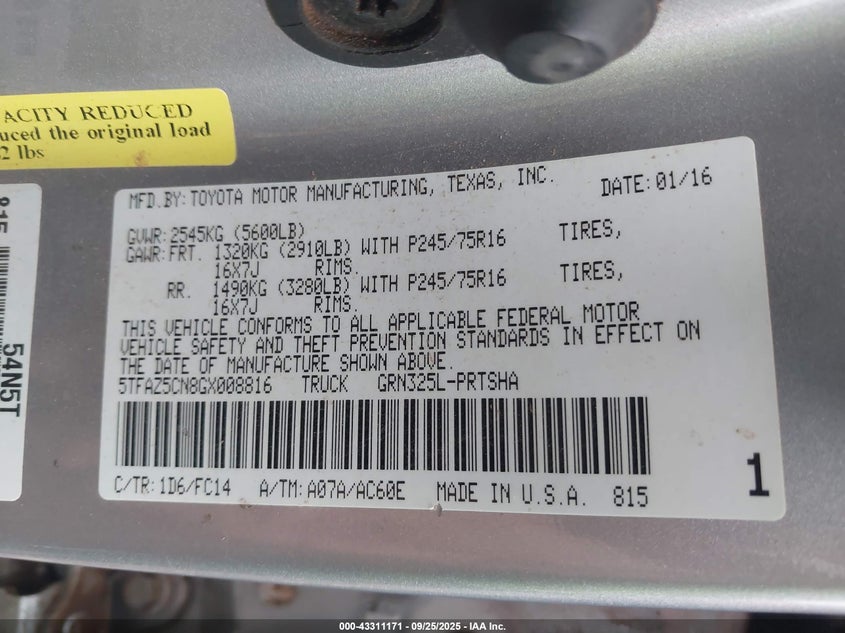 ACITY REDUCED
uced the original load
2 lbs
54N5T
MFD.BY: TOYOTA MOTOR MANUFACTURING, TEXAS, INC. DATE: 01/16
GVWR: 2545KG (5600LB)
GAWR: FRT. 1320KG (2910LB) WITH P245/75R16 TIRES,
16X7J RIMS.
RR. 1490KG (3280LB) WITH P245/75R16 TIRES,
16X7J RIMS.
THIS VEHICLE CONFORMS TO ALL APPLICABLE FEDERAL MOTOR
VEHICLE SAFETY AND THEFT PREVENTION STANDARDS IN EFFECT ON
THE DATE OF MANUFACTURE SHOWN ABOVE.
5TFAZ5CN8GX008816 TRUCK GRN325L-PRTSHA
C/TR: 1D6/FC14 A/TM: A07A/AC60E MADE IN U.S.A. 815
1
000-43311171 - 09/25/2025 - IAA Inc.